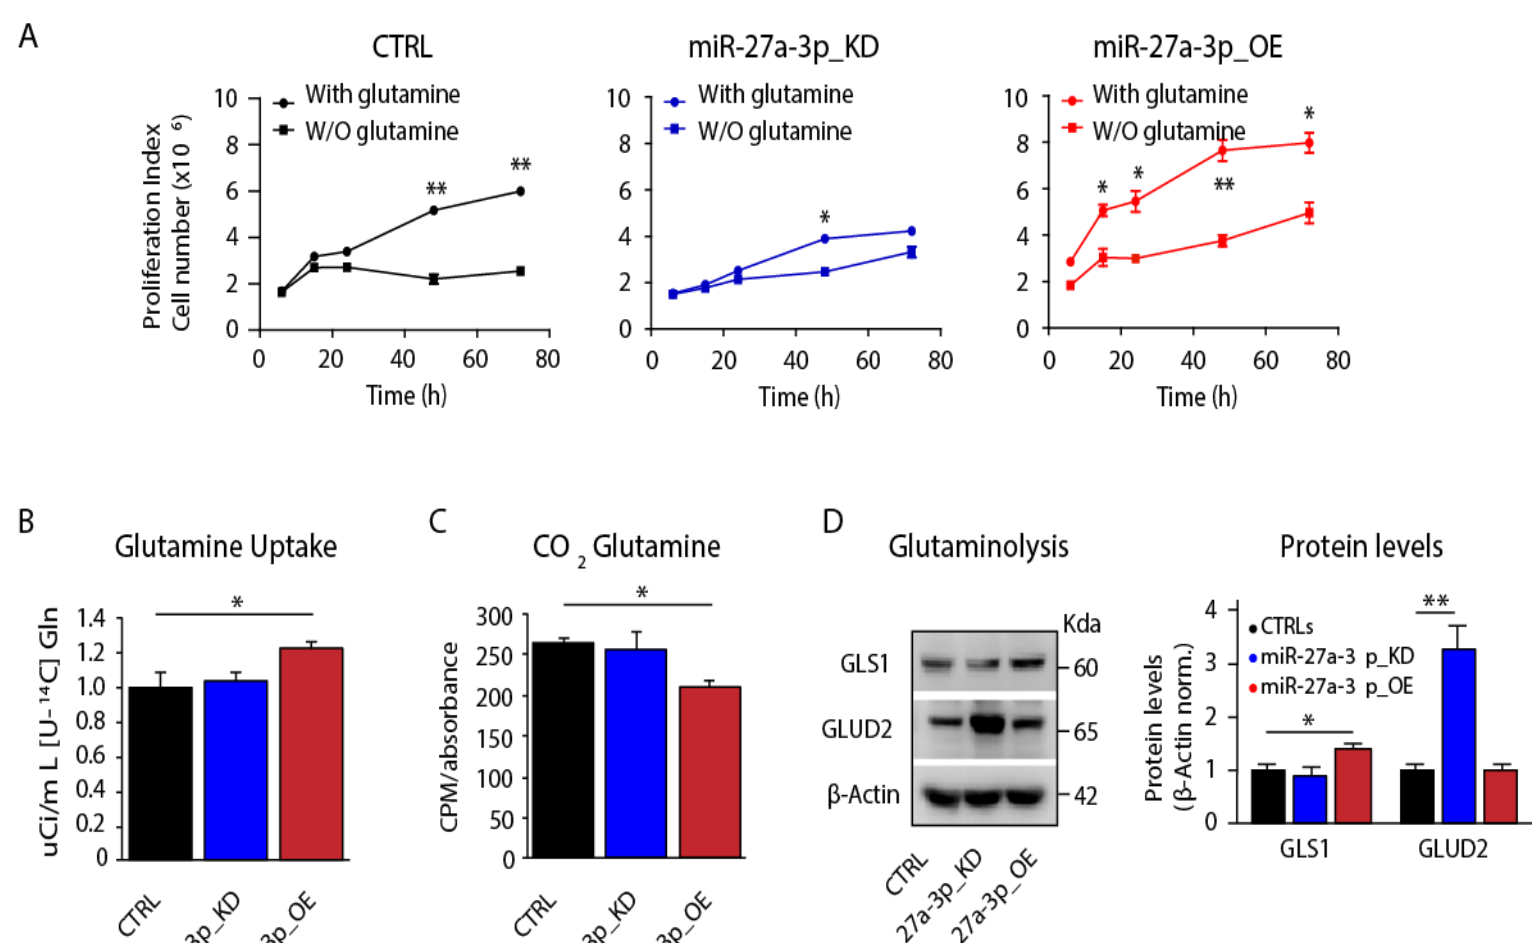 A
CTRL
miR-27a-3p_KD
miR-27a-3p_OE
Proliferation Index
Cell number (x10 6)
10
8
6
4
2
0
With glutamine
W/O glutamine
**
**
0 20 40 60 80
Time (h)
10
8
6
4
2
0
With glutamine
W/O glutamine
*
0 20 40 60 80
Time (h)
10
8
6
4
2
0
With glutamine
W/O glutamine
*
*
**
*
0 20 40 60 80
Time (h)
B
Glutamine Uptake
uCi/m L [U-¹⁴C] Gln
1.4
1.2
1.0
0.8
0.6
0.4
0.2
0
*
CTRL
3p_KD
3p_OE
C
CO 2 Glutamine
CPM/absorbance
300
250
200
150
100
50
0
*
CTRL
3p_KD
3p_OE
D
Glutaminolysis
Kda
GLS1
60
GLUD2
65
β-Actin
42
CTRL
27a-3p_KD
27a-3p_OE
Protein levels
Protein levels
(β-Actin norm.)
4
3
2
1
0
CTRLs
miR-27a-3 p_KD
miR-27a-3 p_OE
*
**
GLS1
GLUD2